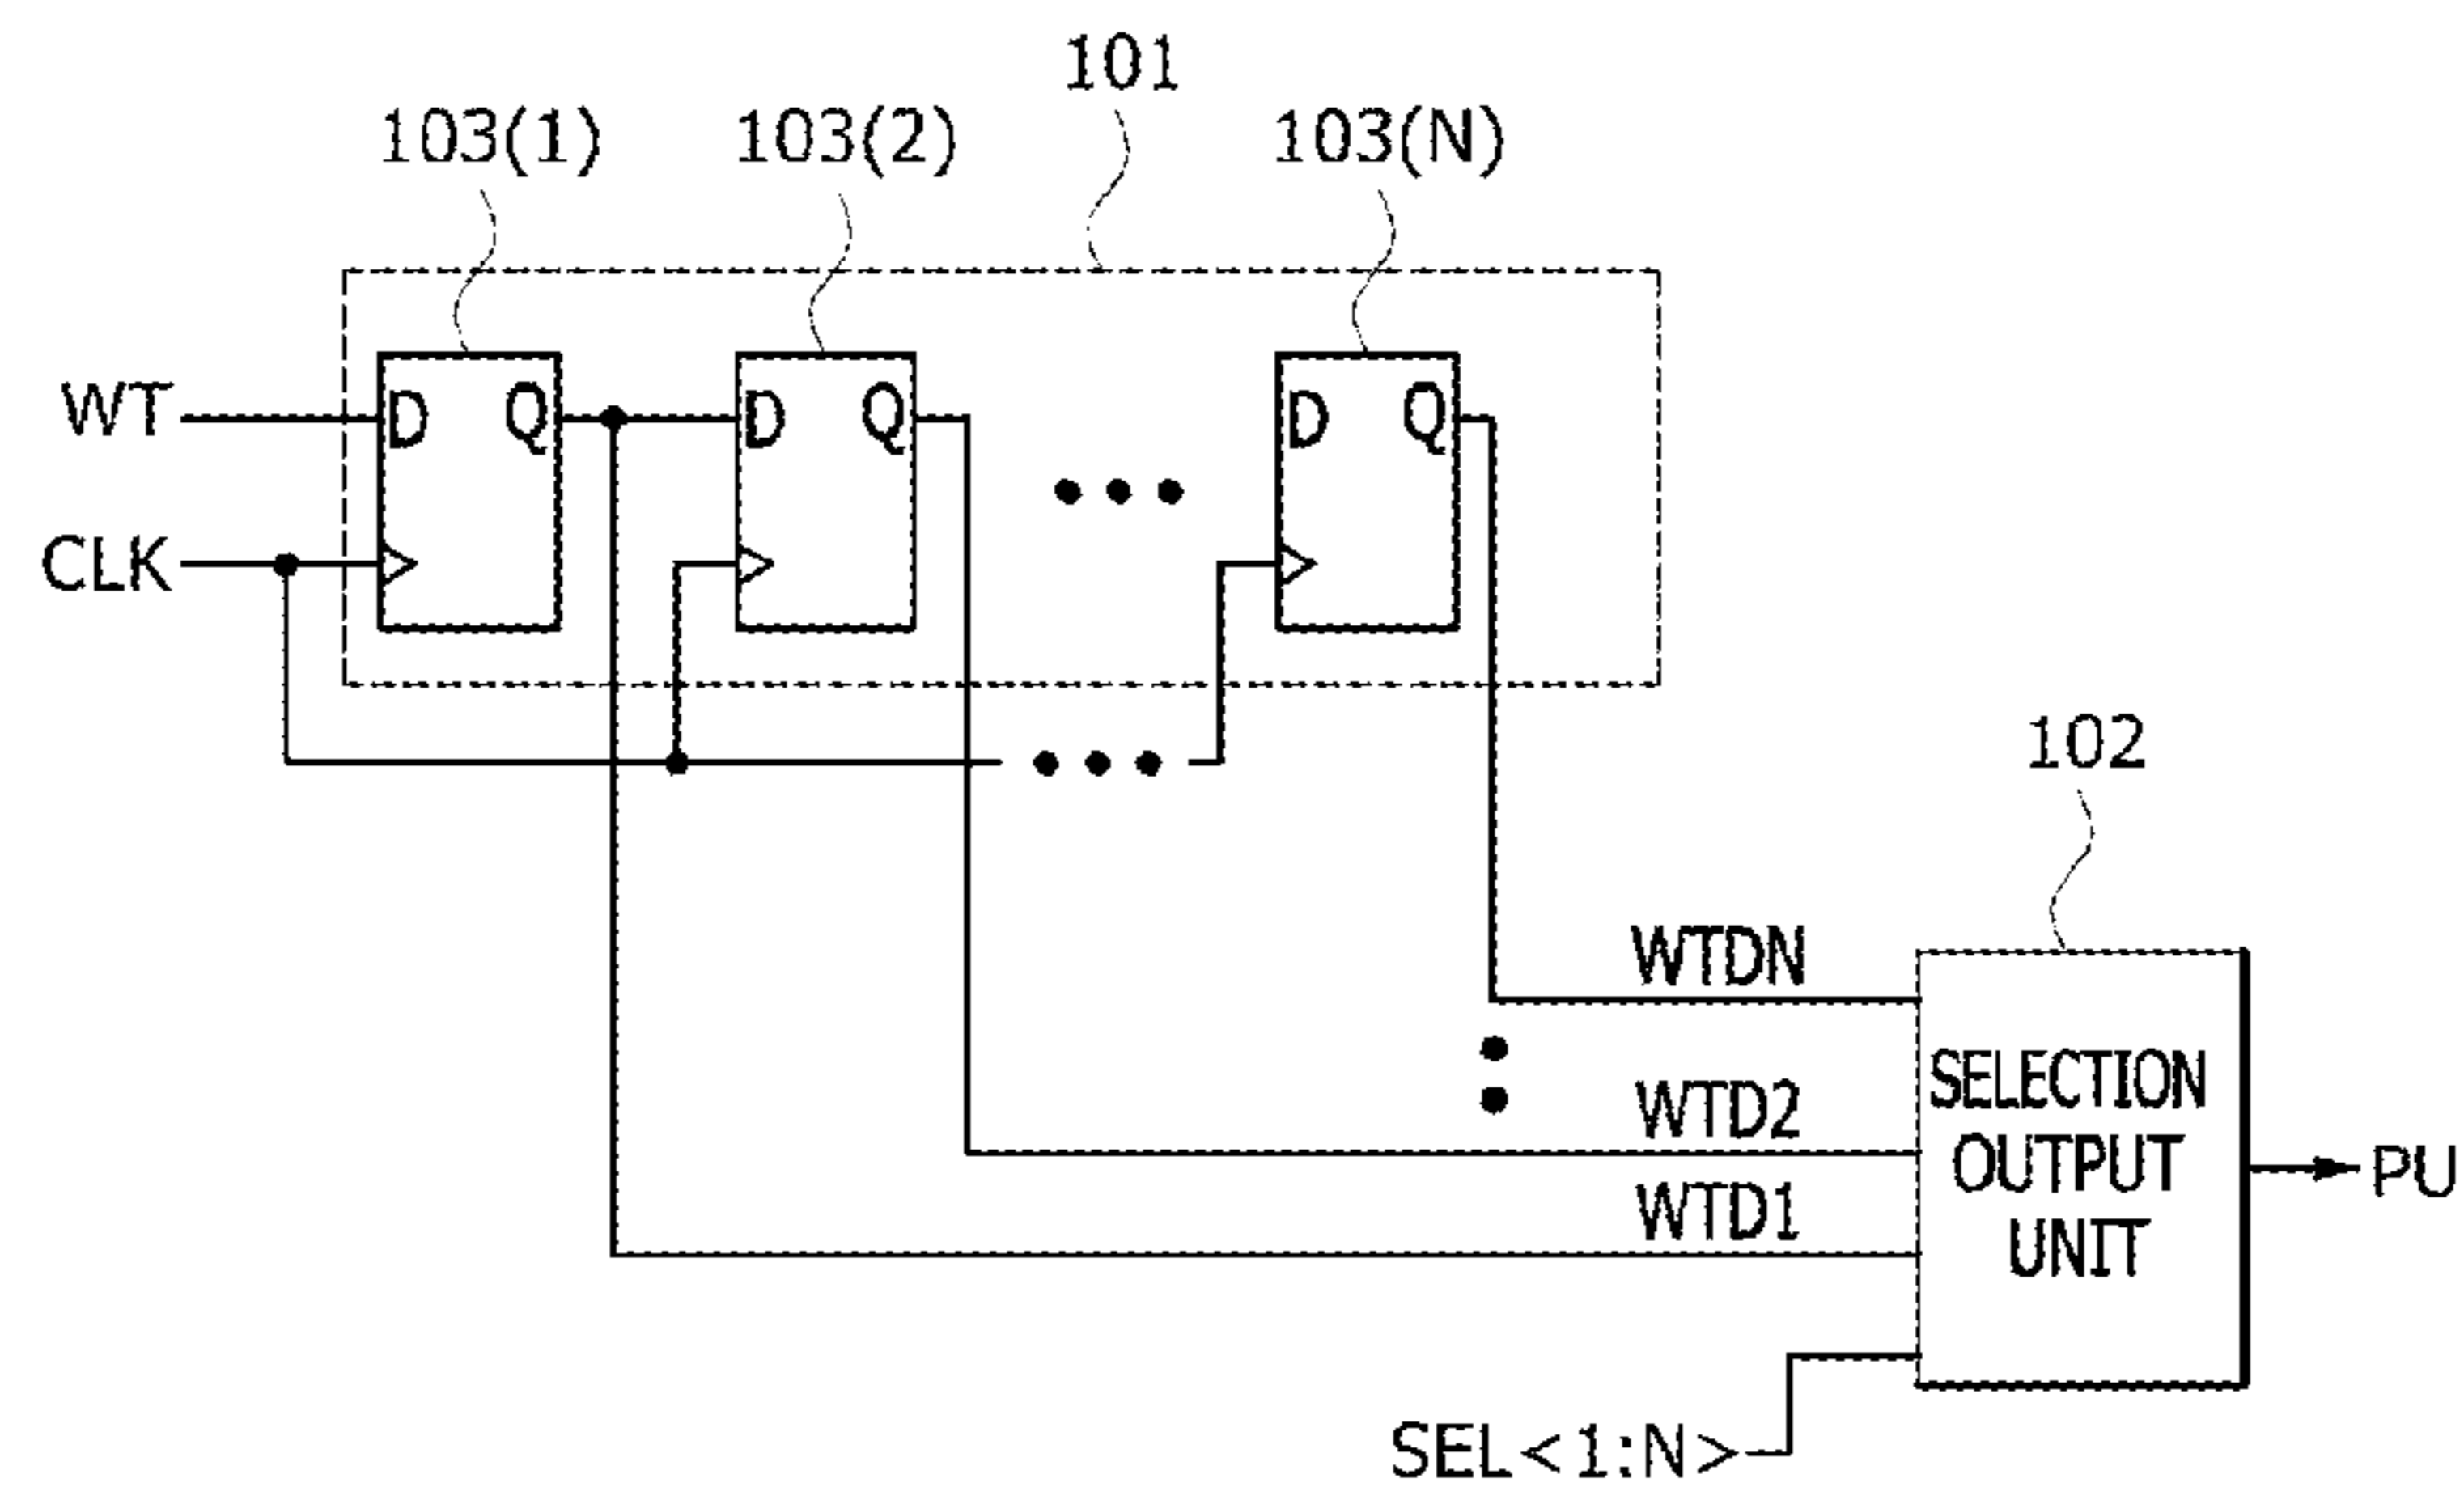 101
103(1) 103(2) 103(N)
WT D Q D Q D Q
CLK
102
WTDN
WTD2
WTD1
SELECTION
OUTPUT
UNIT
PU
SEL<1:N>